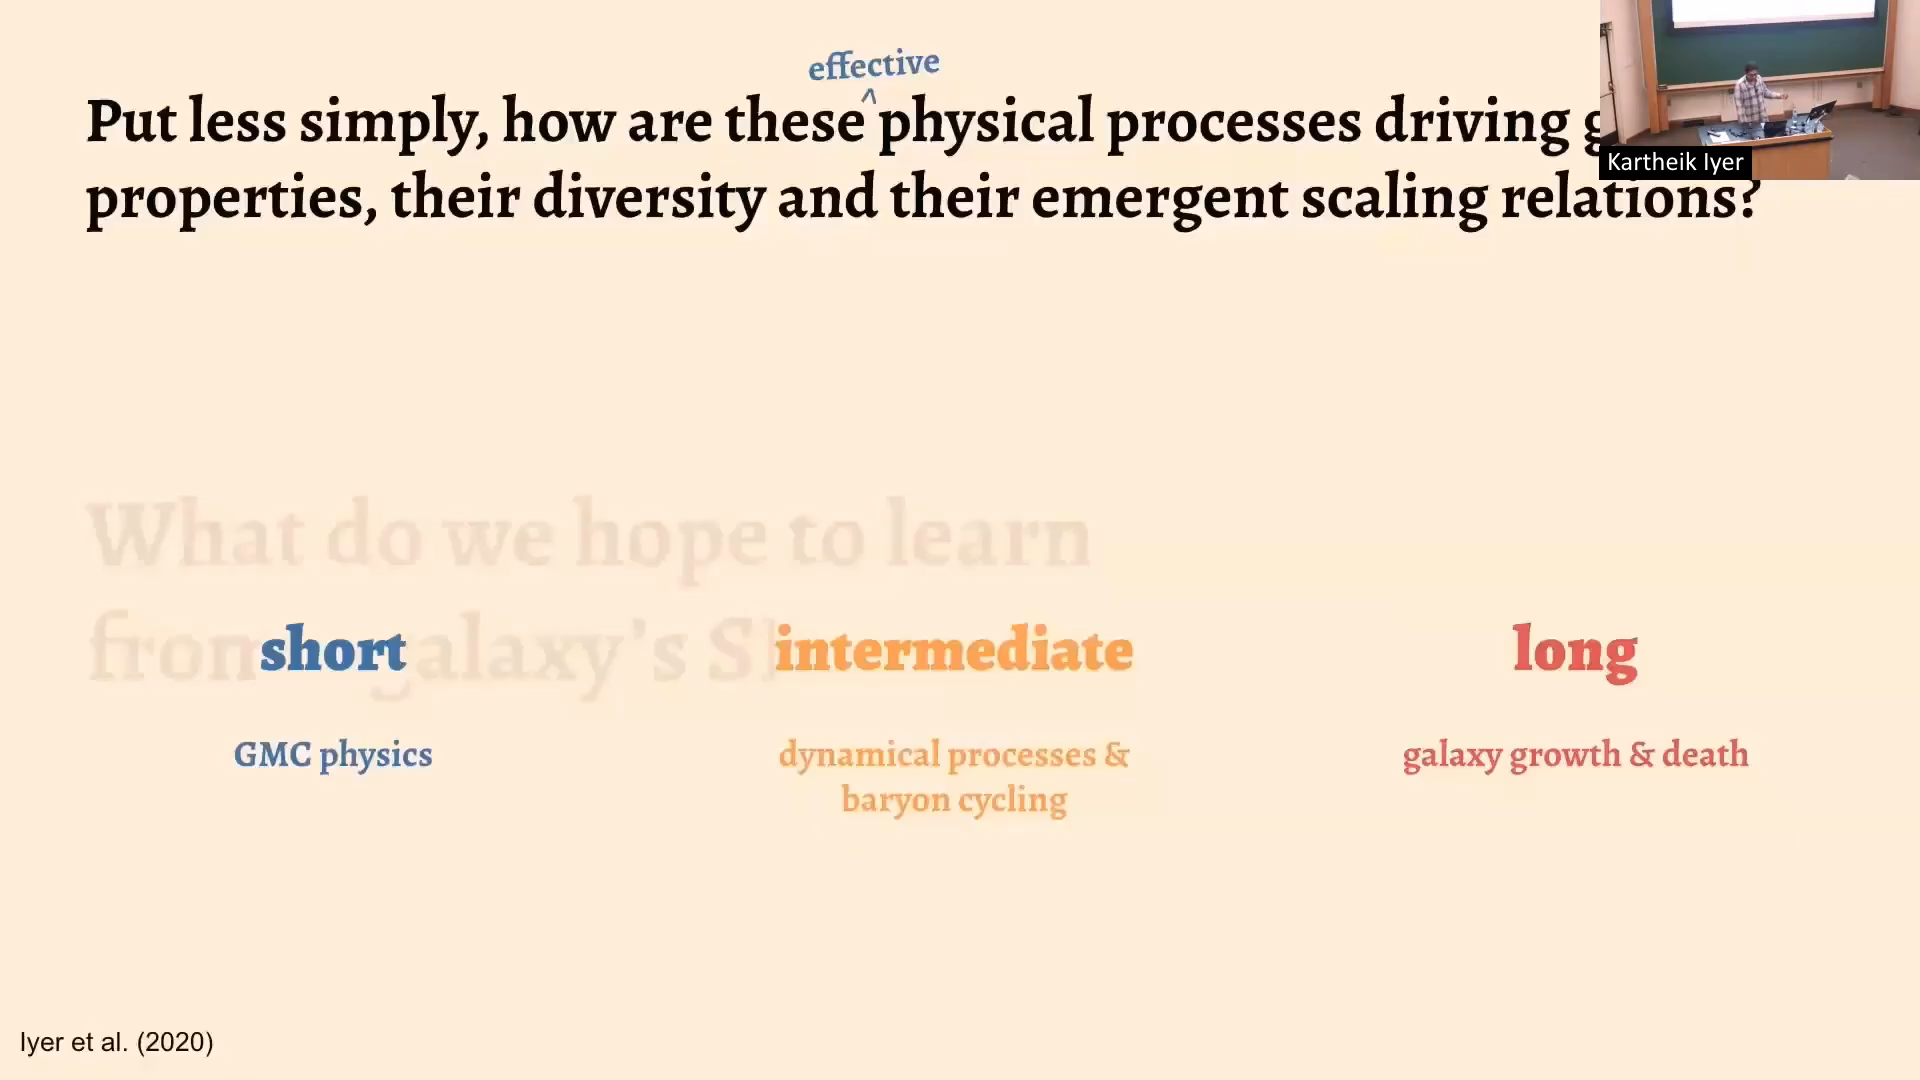 effective
^
Put less simply, how are these physical processes driving g
Kartheik Iyer
properties, their diversity and their emergent scaling relations?
What do we hope to learn
from galaxy's S
short
intermediate
long
GMC physics
dynamical processes &
baryon cycling
galaxy growth & death
Iyer et al. (2020)